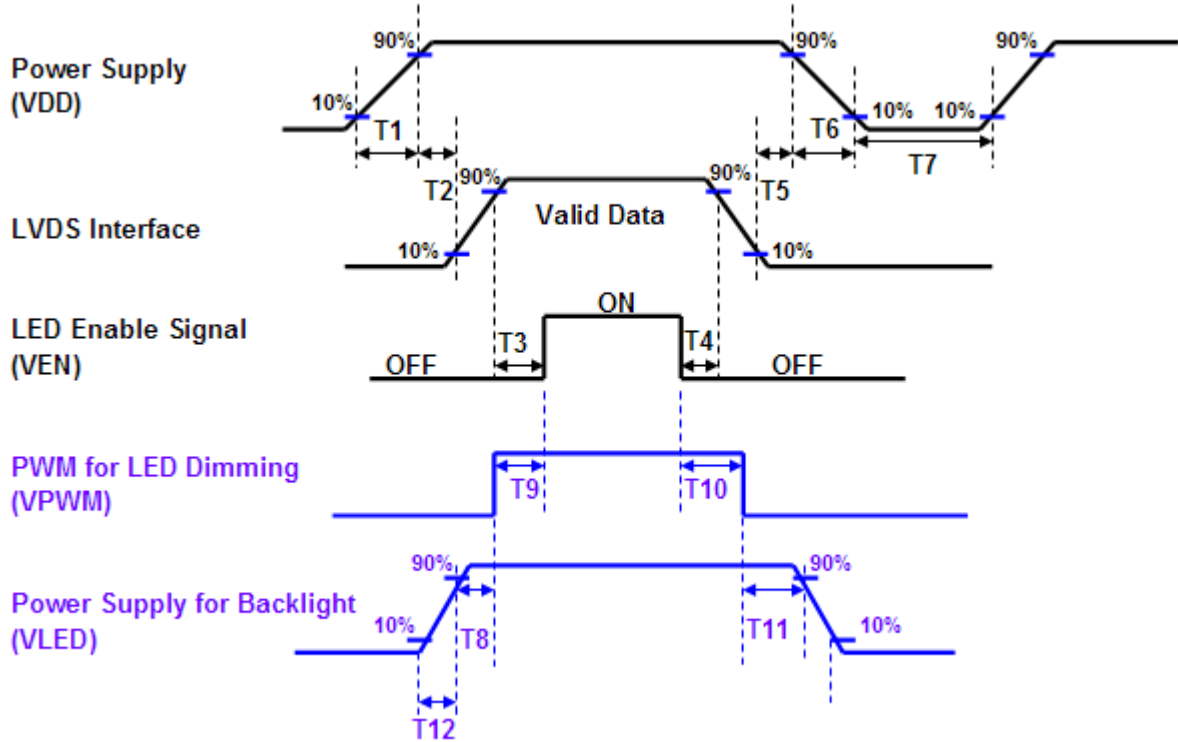 90% 90% 90%
Power Supply
(VDD)
10% 10% 10%
T1 T6
T2 T5 T7
90% 90%
Valid Data
LVDS Interface
10% 10%
ON
LED Enable Signal
(VEN)
T3 T4
OFF OFF
PWM for LED Dimming
(VPWM)
T9 T10
90% 90%
Power Supply for Backlight
(VLED)
10% 10%
T8 T11
T12